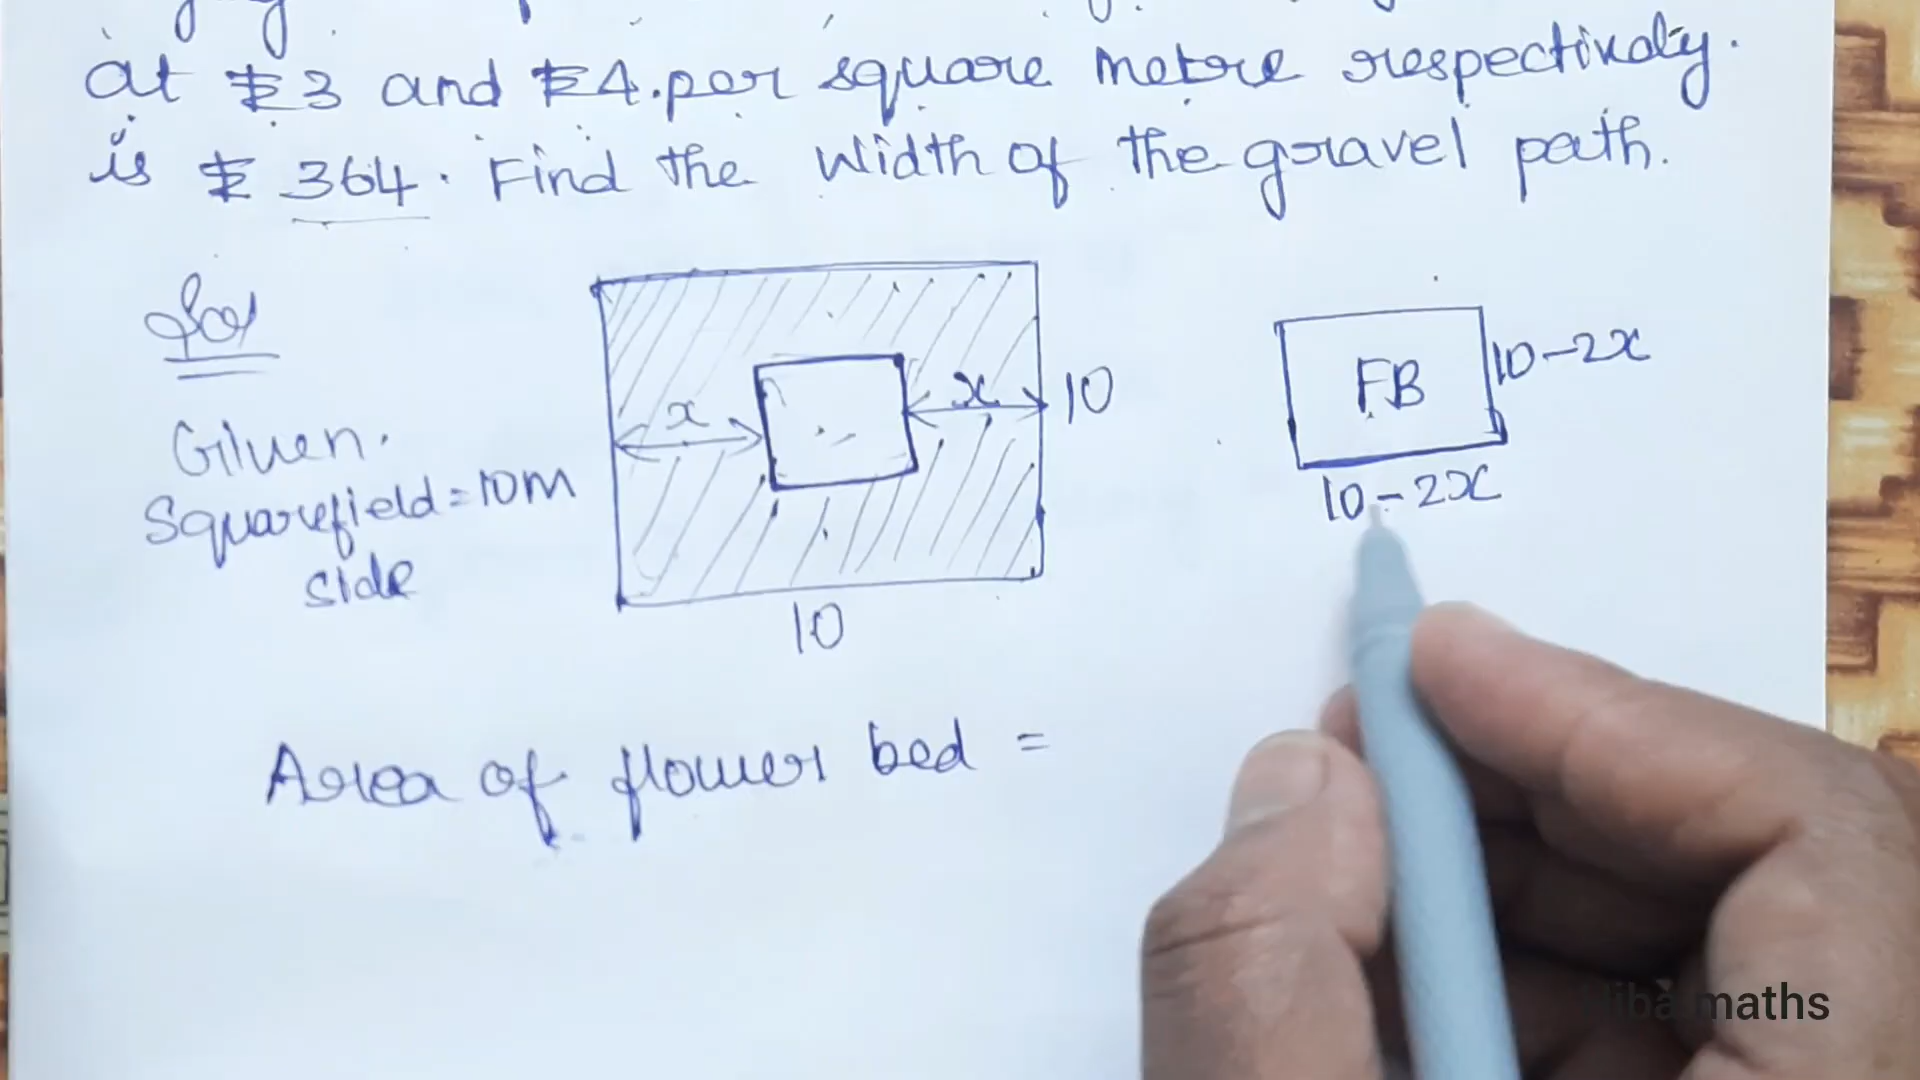 at ₹3 and ₹4.per square metre respectively.
is ₹ 364. Find the width of the gravel path.
Sol
Given.
Squarefield = 10m
side
x
x
10
10
FB
10-2x
10-2x
Area of flower bed =
maths